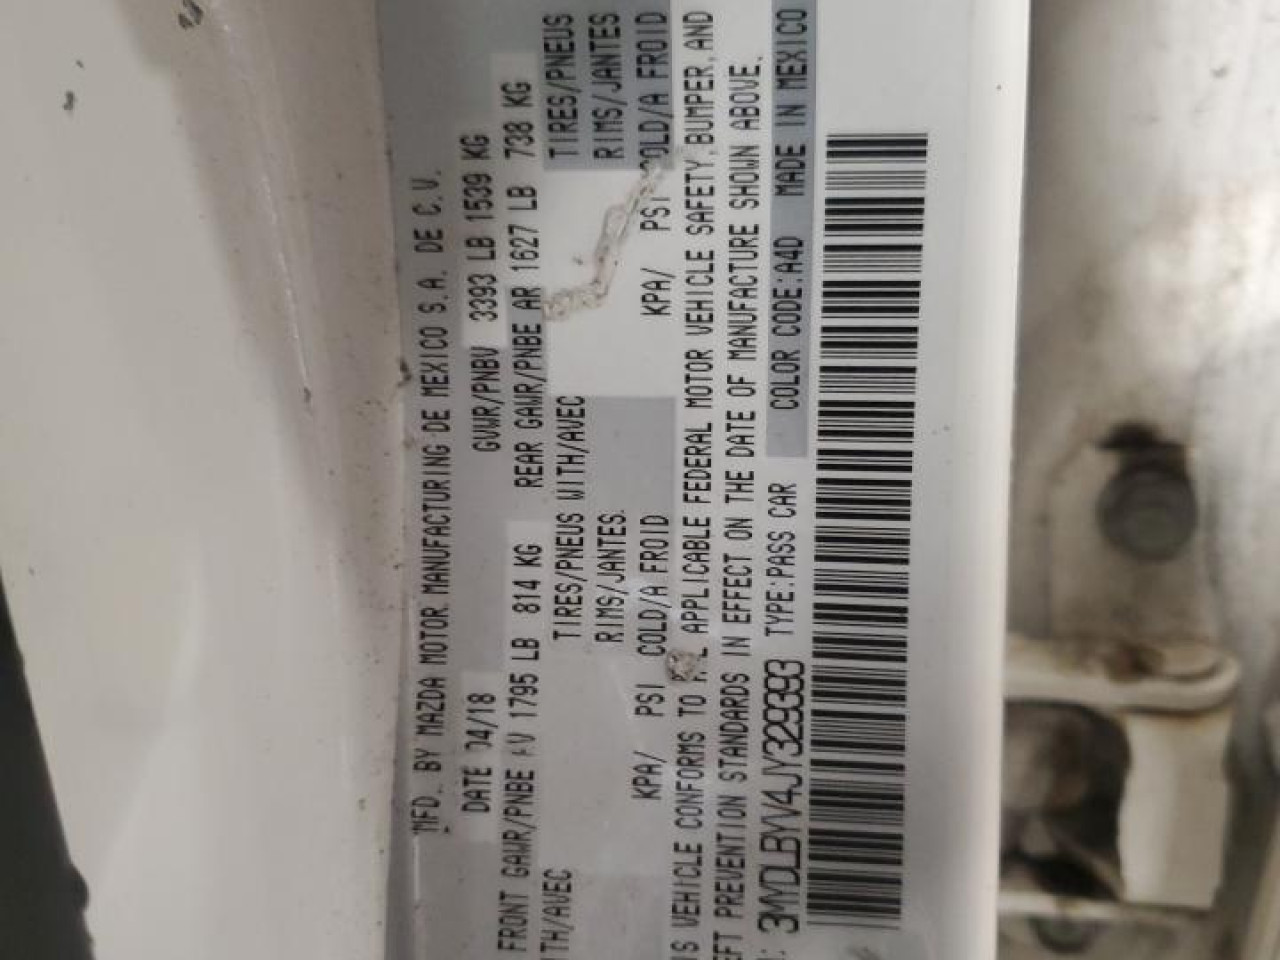 MFD. BY MAZDA MOTOR MANUFACTURING DE MEXICO S.A. DE C.V.
DATE 04/18 GVWR/PNBV 3393 LB 1539 KG
FRONT GAWR/PNBE AV 1795 LB 814 KG REAR GAWR/PNBE AR 1627 LB 738 KG
WITH/AVEC TIRES/PNEUS WITH/AVEC TIRES/PNEUS
RIMS/JANTES. RIMS/JANTES
KPA/ PSI COLD/A FROID KPA/ PSI COLD/A FROID
VEHICLE CONFORMS TO APPLICABLE FEDERAL MOTOR VEHICLE SAFETY, BUMPER, AND
PREVENTION STANDARDS IN EFFECT ON THE DATE OF MANUFACTURE SHOWN ABOVE.
3MYDLBYV4JY329393 TYPE:PASS CAR COLOR CODE:A4D MADE IN MEXICO